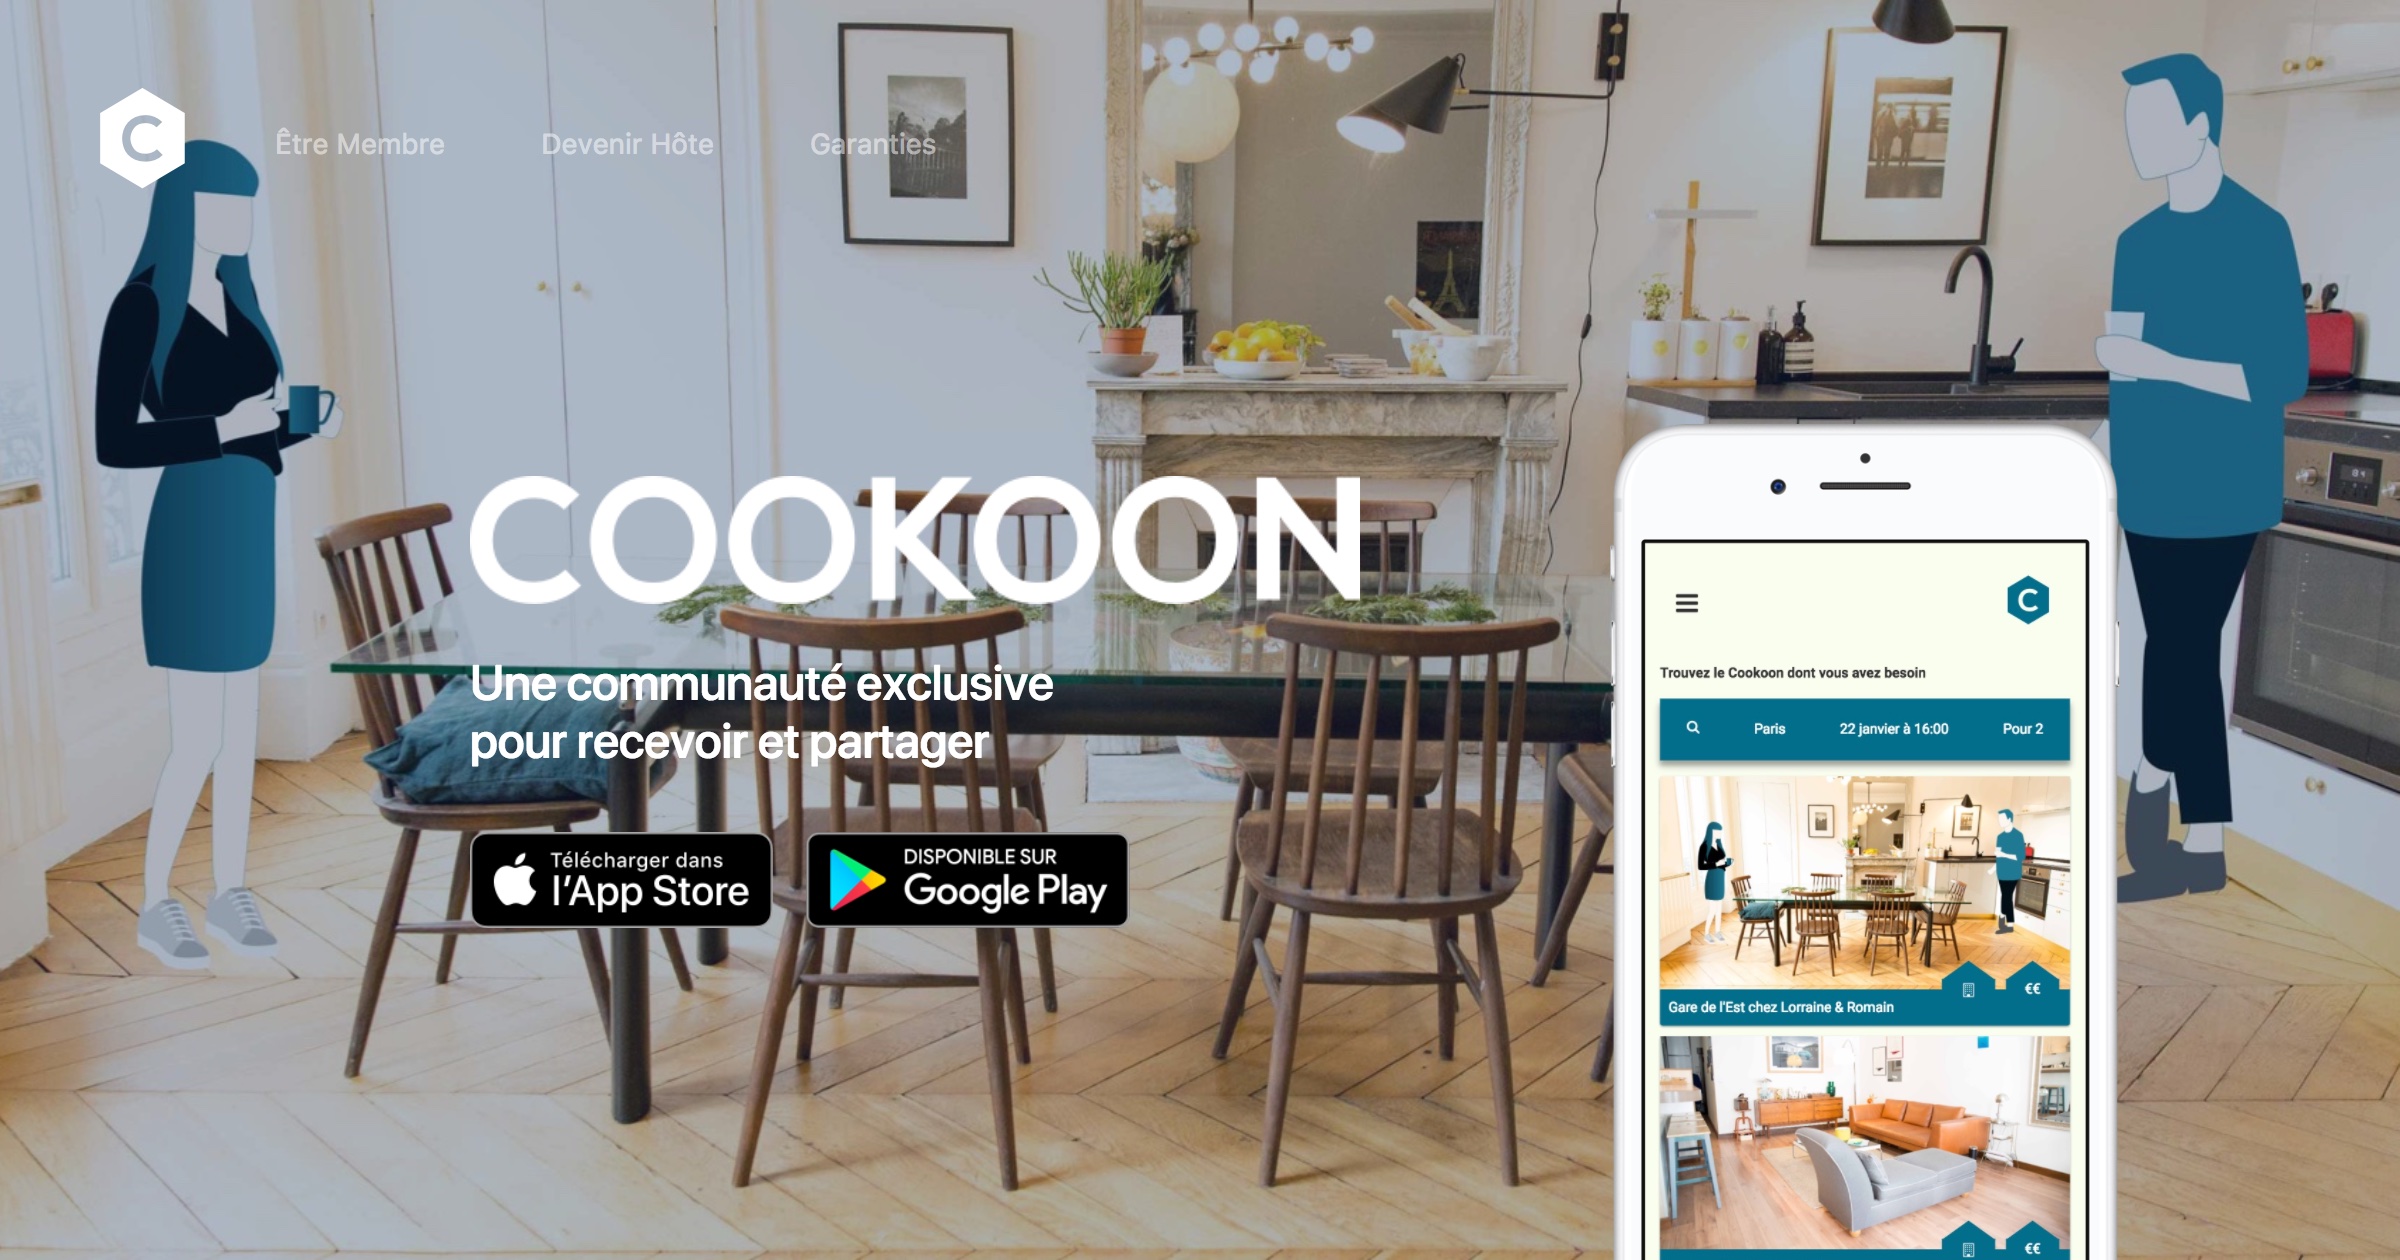 C
Être Membre
Devenir Hôte
Garanties
COOKOON
Une communauté exclusive
pour recevoir et partager
Télécharger dans
l'App Store
DISPONIBLE SUR
Google Play
C
Trouvez le Cookoon dont vous avez besoin
Paris
22 janvier à 16:00
Pour 2
€€
Gare de l'Est chez Lorraine & Romain
€€